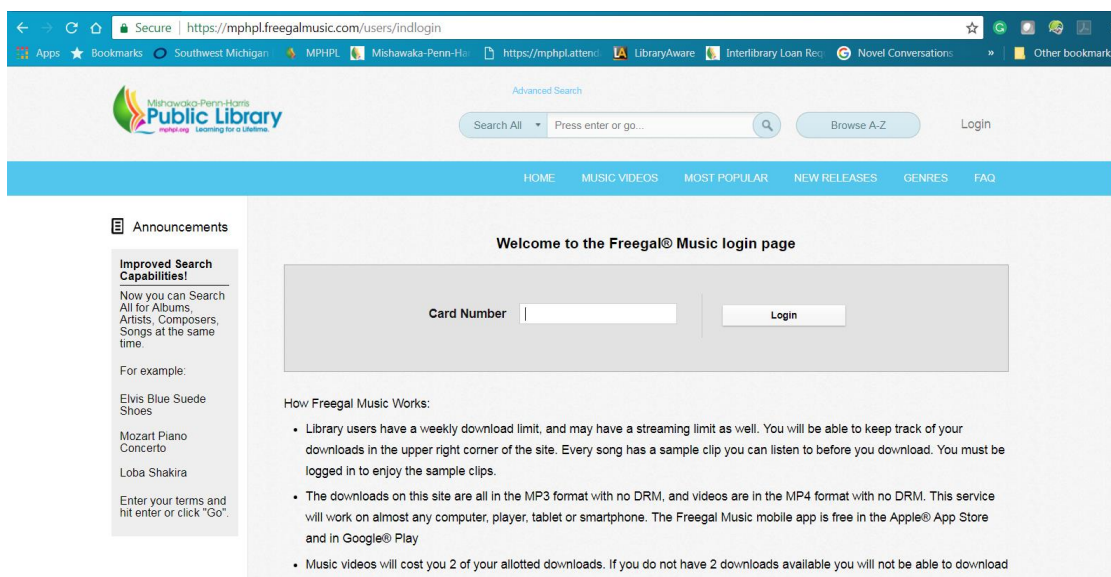 Secure | https://mphpl.freegalmusic.com/users/indlogin
Apps Bookmarks Southwest Michigan MPHPL Mishawaka-Penn-Ha https://mphpl.attend LibraryAware Interlibrary Loan Req Novel Conversations » Other bookmark
Mishawaka-Penn-Harris
Public Library
mphpl.org Learning for a Lifetime.
Advanced Search
Search All Press enter or go... Browse A-Z Login
HOME MUSIC VIDEOS MOST POPULAR NEW RELEASES GENRES FAQ
Announcements
Improved Search
Capabilities!
Now you can Search
All for Albums,
Artists, Composers,
Songs at the same
time.
For example:
Elvis Blue Suede
Shoes
Mozart Piano
Concerto
Loba Shakira
Enter your terms and
hit enter or click "Go".
Welcome to the Freegal® Music login page
Card Number Login
How Freegal Music Works:
• Library users have a weekly download limit, and may have a streaming limit as well. You will be able to keep track of your
downloads in the upper right corner of the site. Every song has a sample clip you can listen to before you download. You must be
logged in to enjoy the sample clips.
• The downloads on this site are all in the MP3 format with no DRM, and videos are in the MP4 format with no DRM. This service
will work on almost any computer, player, tablet or smartphone. The Freegal Music mobile app is free in the Apple® App Store
and in Google® Play
• Music videos will cost you 2 of your allotted downloads. If you do not have 2 downloads available you will not be able to download